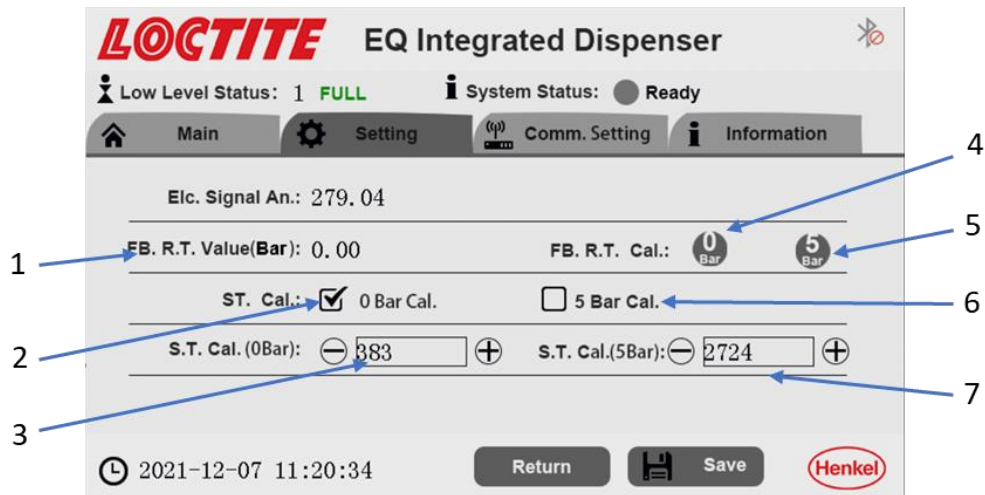 LOCTITE EQ Integrated Dispenser
Low Level Status: 1 FULL i System Status: Ready
Main Setting Comm. Setting i Information
4
Elc. Signal An.: 279.04
5
1 FB. R.T. Value(Bar): 0.00 FB. R.T. Cal.: 0 Bar 5 Bar
ST. Cal.: 0 Bar Cal. 5 Bar Cal. 6
2 S.T. Cal. (0Bar): 383 S.T. Cal.(5Bar): 2724
7
3
2021-12-07 11:20:34 Return Save Henkel